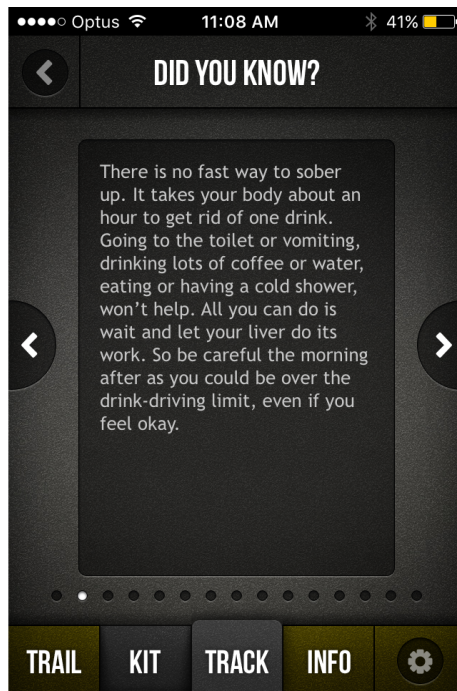 Optus 11:08 AM 41%
DID YOU KNOW?
There is no fast way to sober
up. It takes your body about an
hour to get rid of one drink.
Going to the toilet or vomiting,
drinking lots of coffee or water,
eating or having a cold shower,
won’t help. All you can do is
wait and let your liver do its
work. So be careful the morning
after as you could be over the
drink-driving limit, even if you
feel okay.
TRAIL KIT TRACK INFO